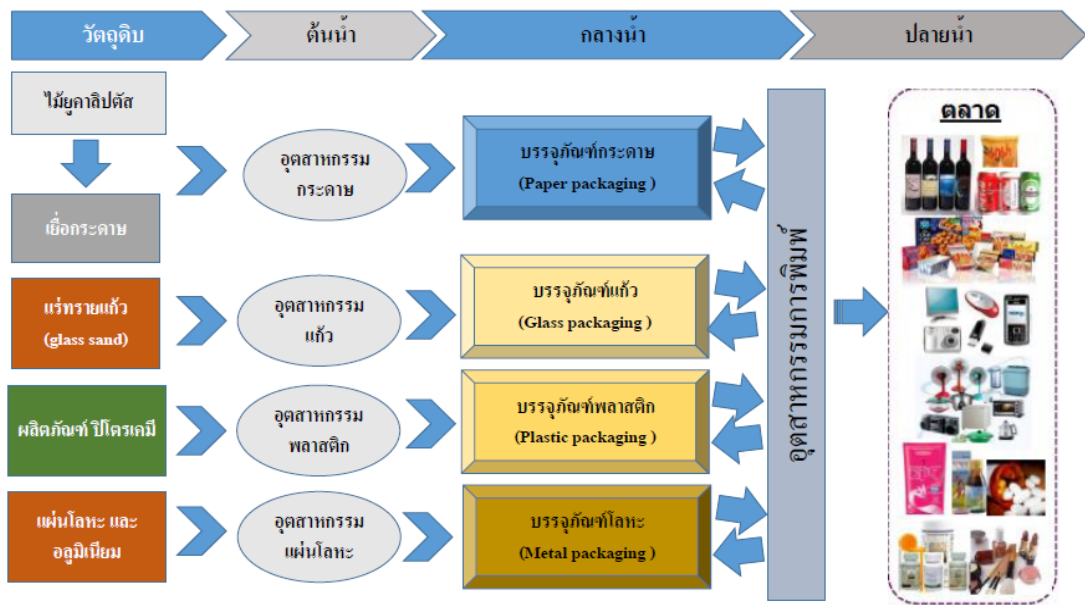 วัตถุดิบ
ต้นน้ำ
กลางน้ำ
ปลายน้ำ
ไม้ยูคาลิปตัส
เยื่อกระดาษ
อุตสาหกรรม
กระดาษ
บรรจุภัณฑ์กระดาษ
(Paper packaging )
แร่ทรายแก้ว
(glass sand)
อุตสาหกรรม
แก้ว
บรรจุภัณฑ์แก้ว
(Glass packaging )
ผลิตภัณฑ์ ปิโตรเคมี
อุตสาหกรรม
พลาสติก
บรรจุภัณฑ์พลาสติก
(Plastic packaging )
แผ่นโลหะ และ
อลูมิเนียม
อุตสาหกรรม
แผ่นโลหะ
บรรจุภัณฑ์โลหะ
(Metal packaging )
อุตสาหกรรมการพิมพ์
ตลาด